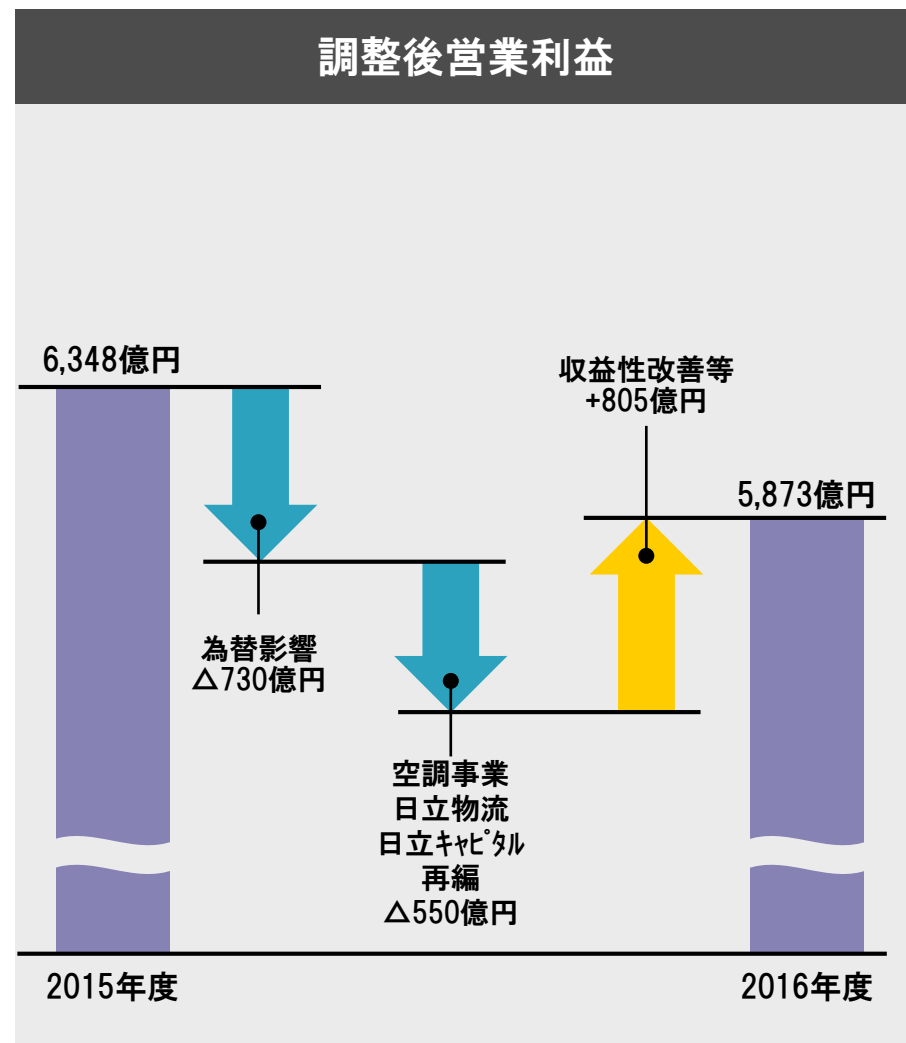 調整後営業利益
6,348億円
収益性改善等
+805億円
5,873億円
為替影響
△730億円
空調事業
日立物流
日立ｷｬﾋﾟﾀﾙ
再編
△550億円
2015年度
2016年度